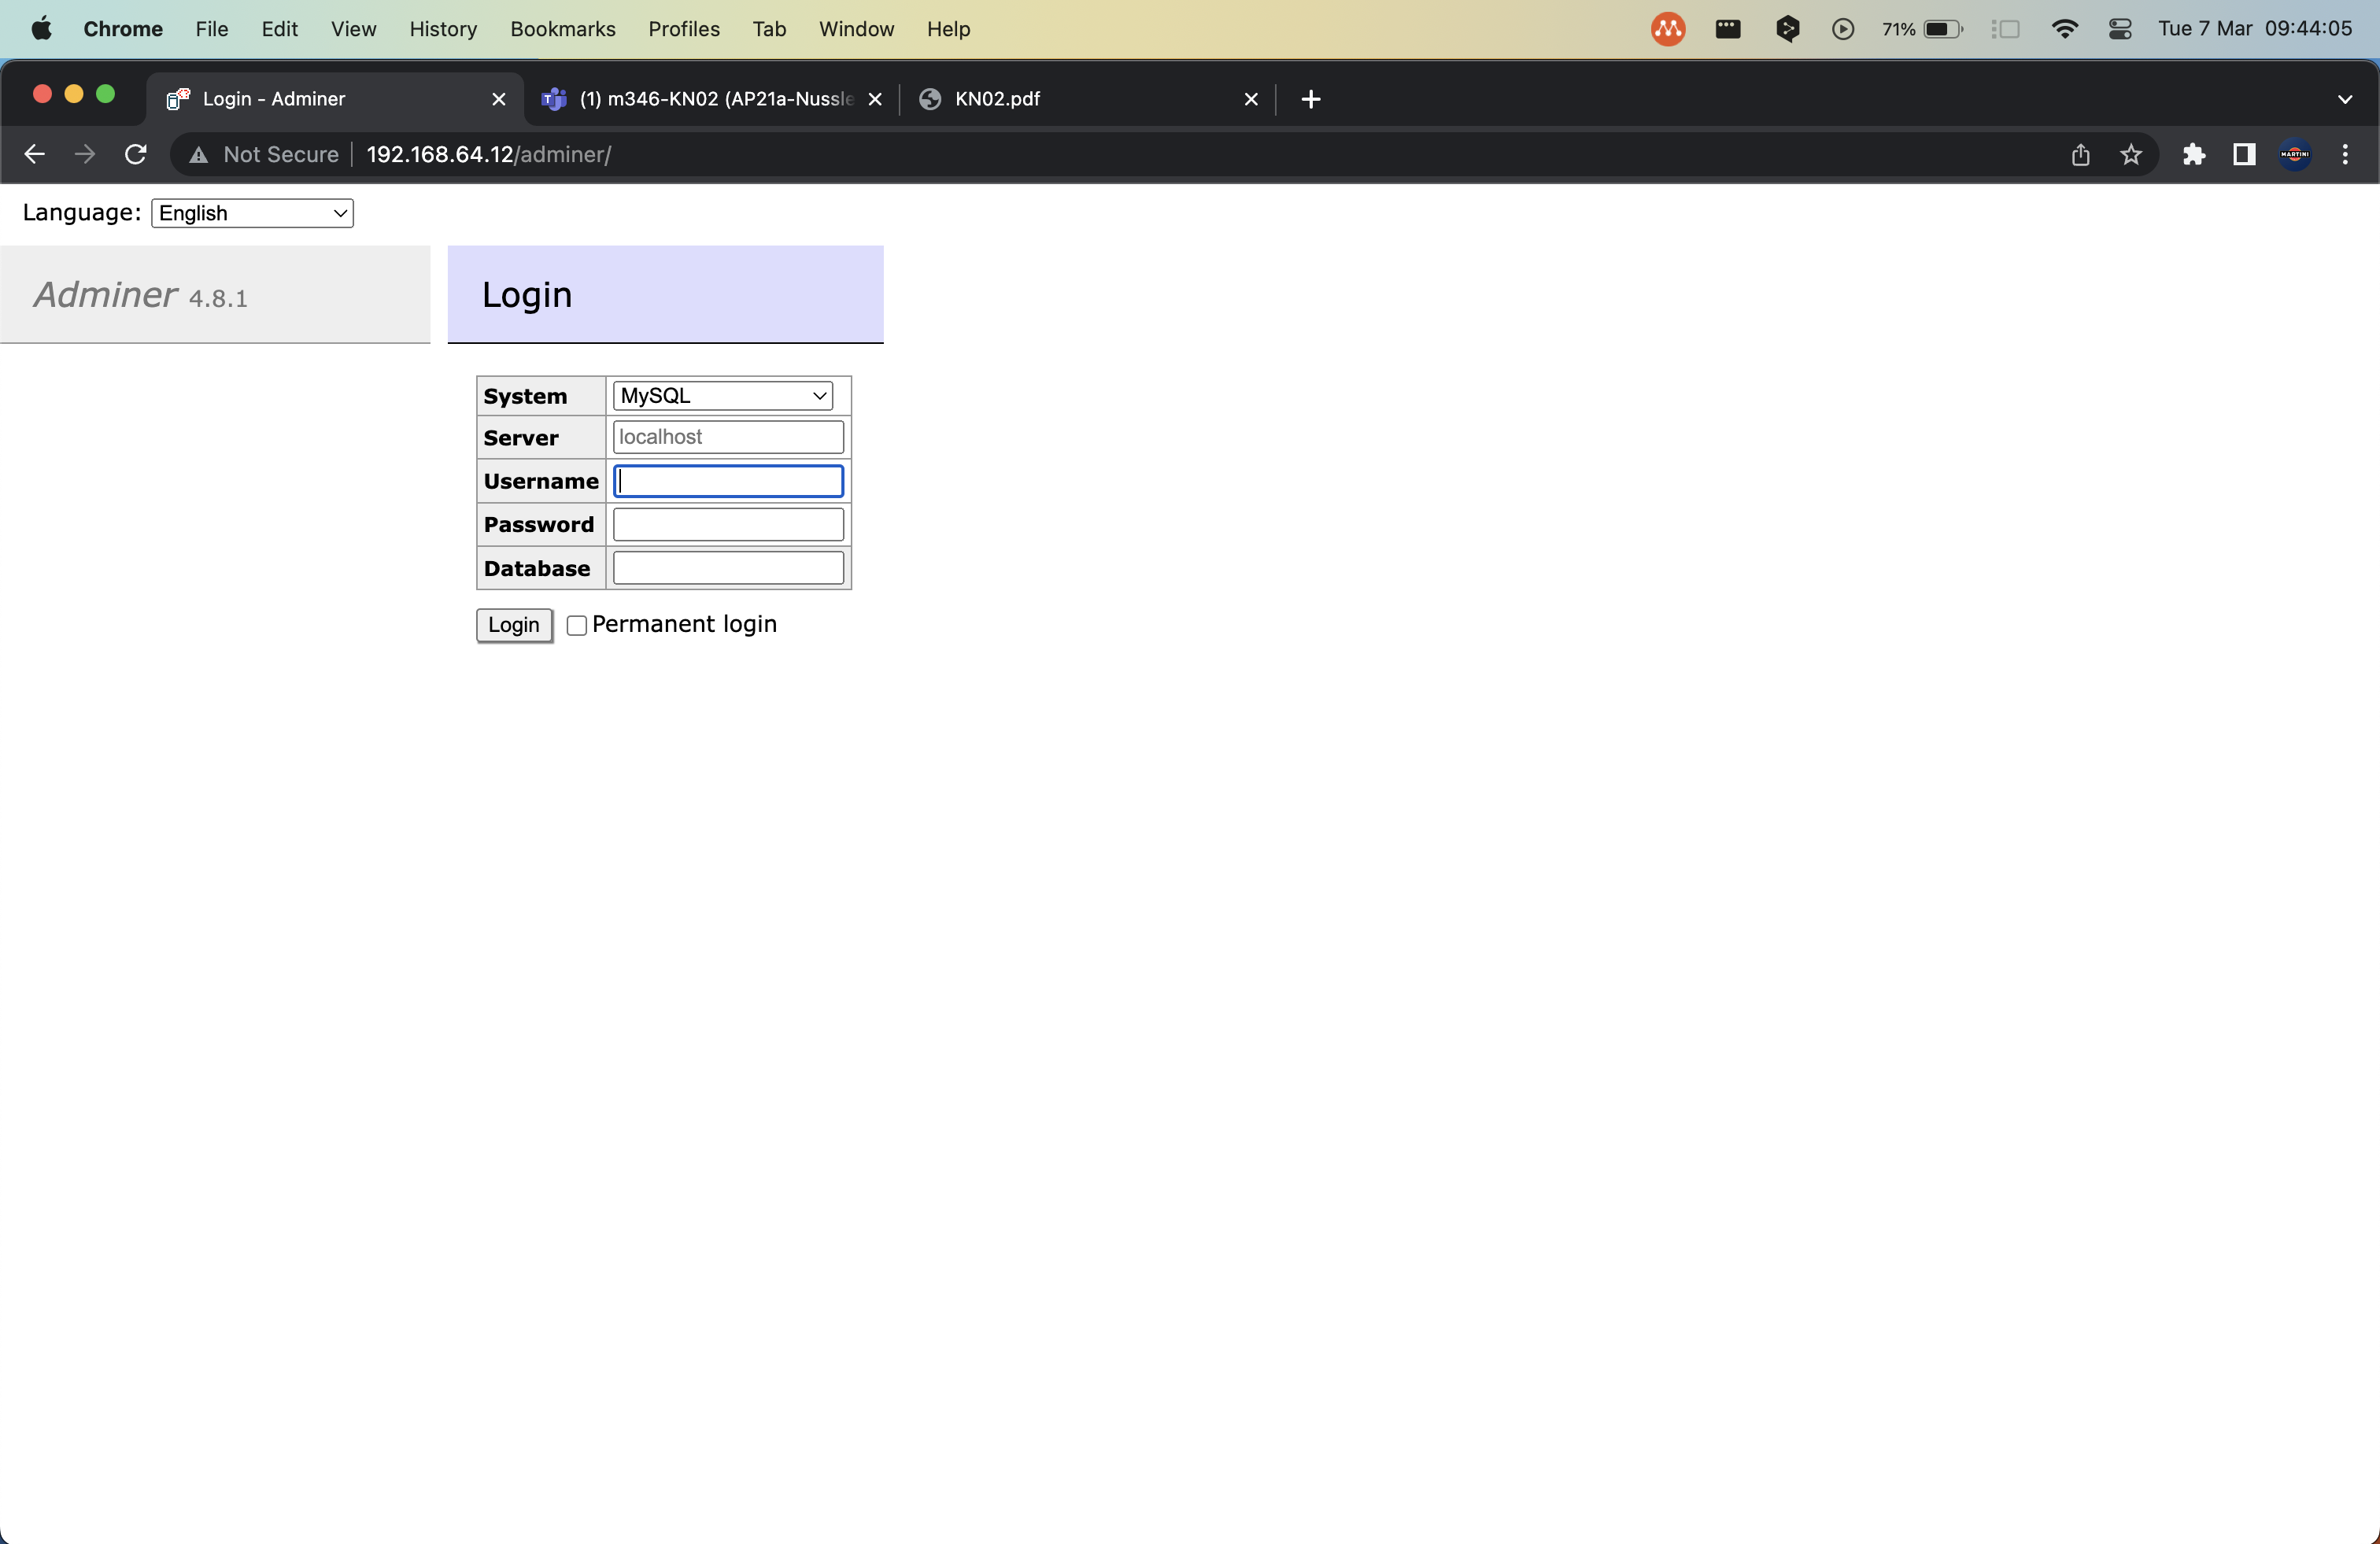 Chrome File Edit View History Bookmarks Profiles Tab Window Help 71% Tue 7 Mar 09:44:05
Login - Adminer (1) m346-KN02 (AP21a-Nussle KN02.pdf
Not Secure 192.168.64.12/adminer/ MARTINI
Language: English
Adminer 4.8.1
Login
System MySQL
Server localhost
Username
Password
Database
Login Permanent login